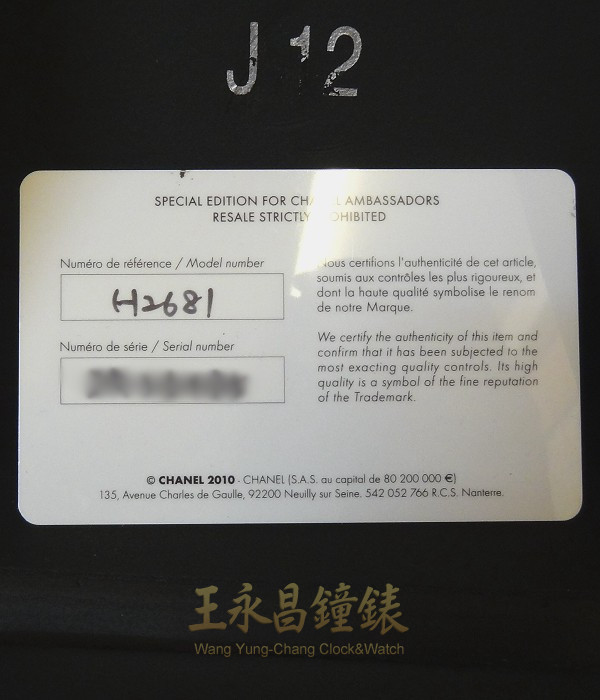 J12
SPECIAL EDITION FOR AMBASSADORS
RESALE STRICTLY
Numéro de référence / Model number
H2681
Numéro de série / Serial number
Nous certifions l'authenticité de cet article,
soumis aux contrôles les plus rigoureux, et
dont la haute qualité symbolise le renom
de notre Marque.
We certify the authenticity of this item and
confirm that it has been subjected to the
most exacting quality controls. Its high
quality is a symbol of the fine reputation
of the Trademark.
© CHANEL 2010 - CHANEL (S.A.S. au capital de 80 200 000 €)
135, Avenue Charles de Gaulle, 92200 Neuilly sur Seine. 542 052 766 R.C.S. Nanterre.
王永昌鐘錶
Wang Yung-Chang Clock&Watch